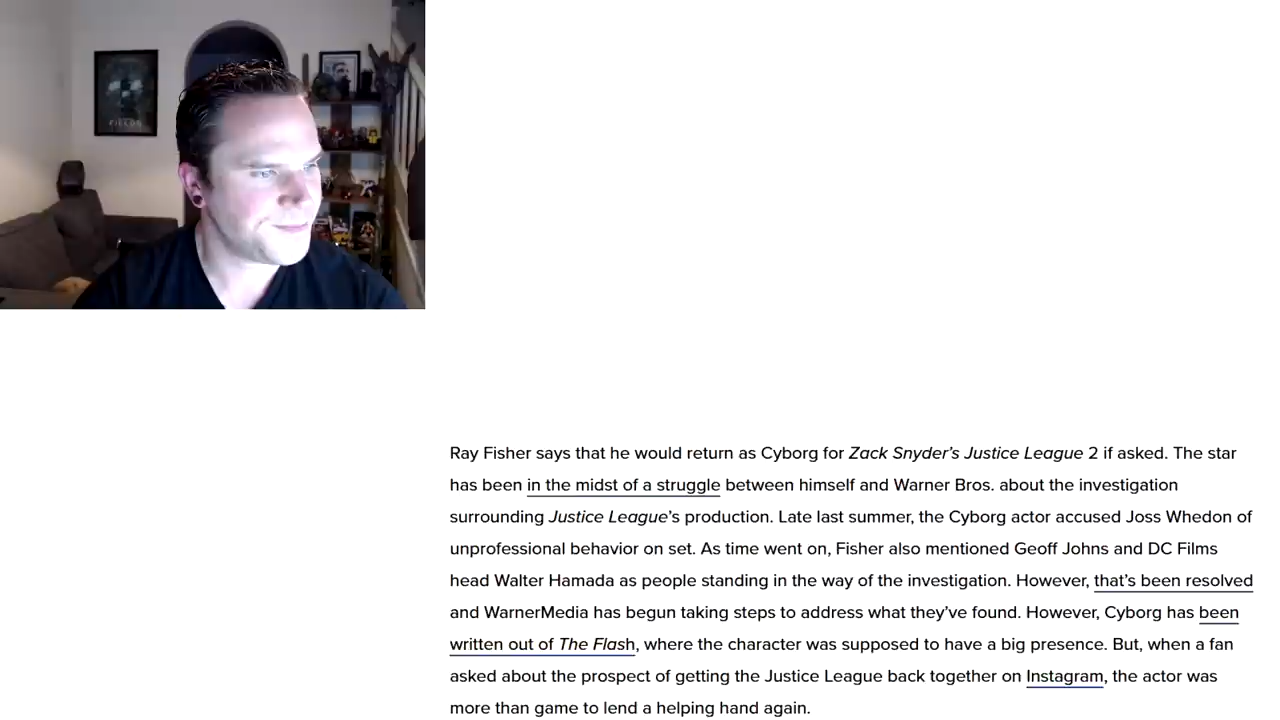 Ray Fisher says that he would return as Cyborg for Zack Snyder's Justice League 2 if asked. The star
has been in the midst of a struggle between himself and Warner Bros. about the investigation
surrounding Justice League's production. Late last summer, the Cyborg actor accused Joss Whedon of
unprofessional behavior on set. As time went on, Fisher also mentioned Geoff Johns and DC Films
head Walter Hamada as people standing in the way of the investigation. However, that's been resolved
and WarnerMedia has begun taking steps to address what they've found. However, Cyborg has been
written out of The Flash, where the character was supposed to have a big presence. But, when a fan
asked about the prospect of getting the Justice League back together on Instagram, the actor was
more than game to lend a helping hand again.